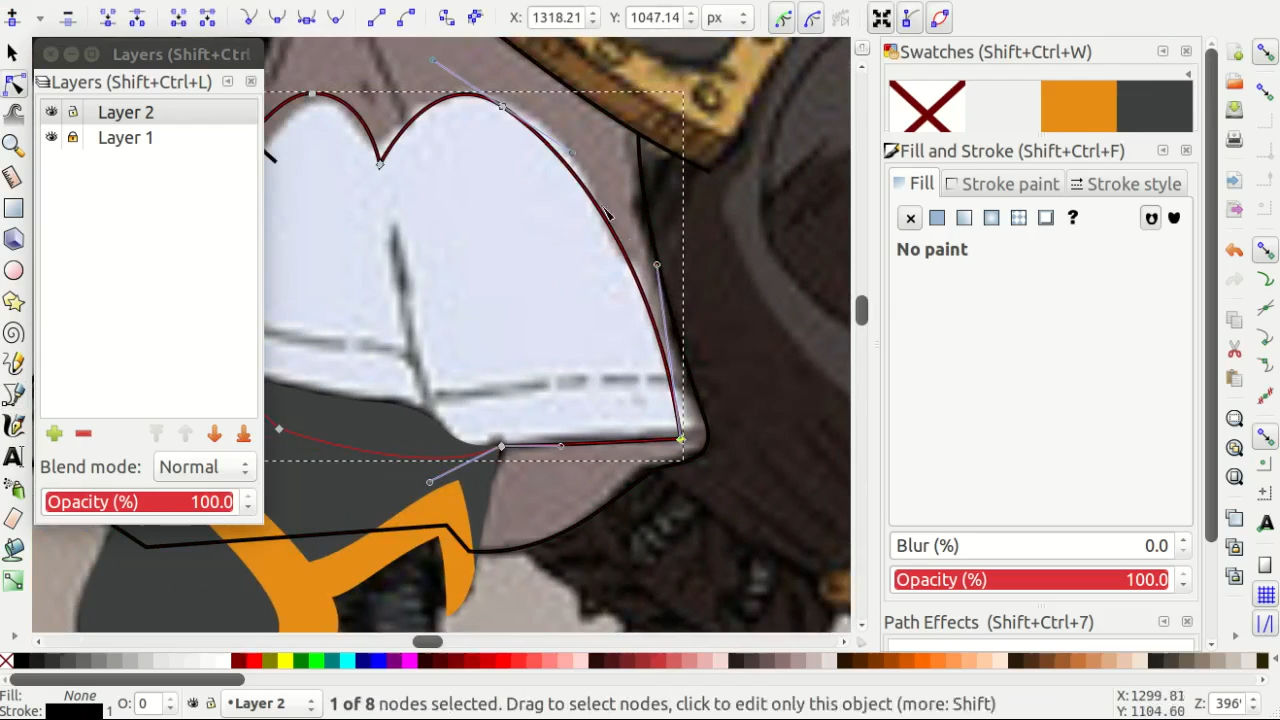 X: 1318.21 Y: 1047.14 px
Layers (Shift+Ctrl
Layers (Shift+Ctrl+L)
Layer 2
Layer 1
Blend mode: Normal
Opacity (%) 100.0
Swatches (Shift+Ctrl+W)
Fill and Stroke (Shift+Ctrl+F)
Fill Stroke paint Stroke style
?
No paint
Blur (%) 0.0
Opacity (%) 100.0
Path Effects (Shift+Ctrl+7)
Fill: None
Stroke: 1
O: 0
•Layer 2
1 of 8 nodes selected. Drag to select nodes, click to edit only this object (more: Shift)
X:1299.81
Y:1104.60
Z: 396